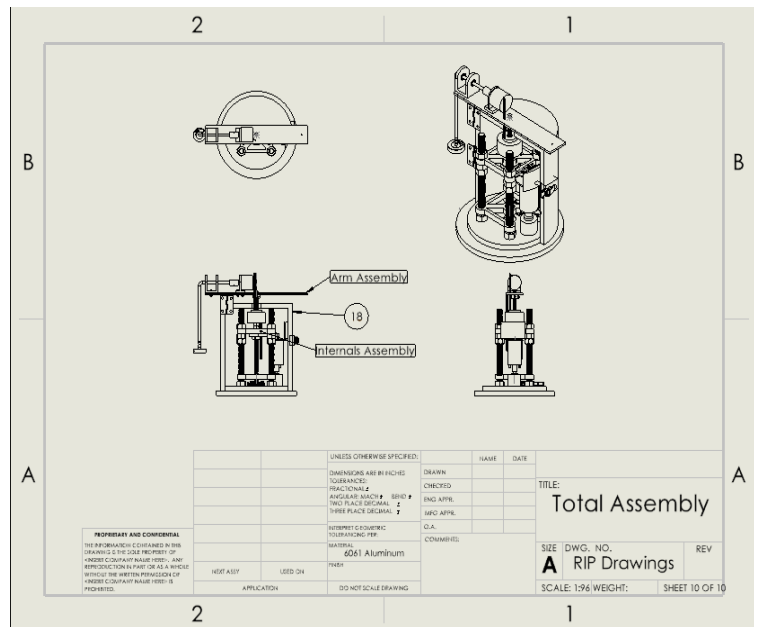 2
1
B
B
Arm Assembly
18
Internals Assembly
A
A
UNLESS OTHERWISE SPECIFIED:
NAME
DATE
DIMENSIONS ARE IN INCHES
TOLERANCES:
FRACTIONAL ±
ANGULAR: MACH ± BEND ±
TWO PLACE DECIMAL ±
THREE PLACE DECIMAL ±
DRAWN
CHECKED
ENG APPR.
MFG APPR.
Q.A.
COMMENTS:
INTERPRET GEOMETRIC
TOLERANCING PER:
MATERIAL
6061 Aluminum
FINISH
DO NOT SCALE DRAWING
TITLE:
Total Assembly
SIZE DWG. NO. REV
A RIP Drawings
SCALE: 1:96 WEIGHT: SHEET 10 OF 10
PROPRIETARY AND CONFIDENTIAL
THE INFORMATION CONTAINED IN THIS
DRAWING IS THE SOLE PROPERTY OF
<INSERT COMPANY NAME HERE>. ANY
REPRODUCTION IN PART OR AS A WHOLE
WITHOUT THE WRITTEN PERMISSION OF
<INSERT COMPANY NAME HERE> IS
PROHIBITED.
NEXT ASSY
USED ON
APPLICATION
2
1